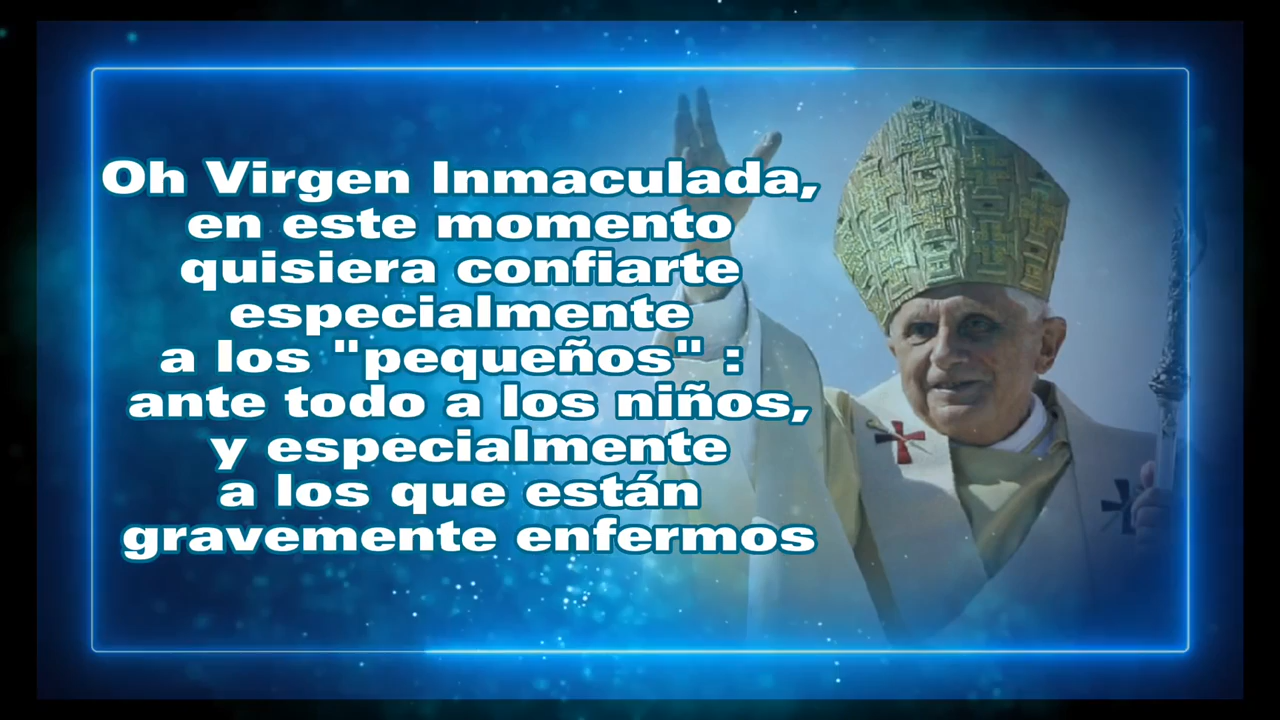 Oh Virgen Inmaculada,
en este momento
quisiera confiarte
especialmente
a los "pequeños" :
ante todo a los niños,
y especialmente
a los que están
gravemente enfermos